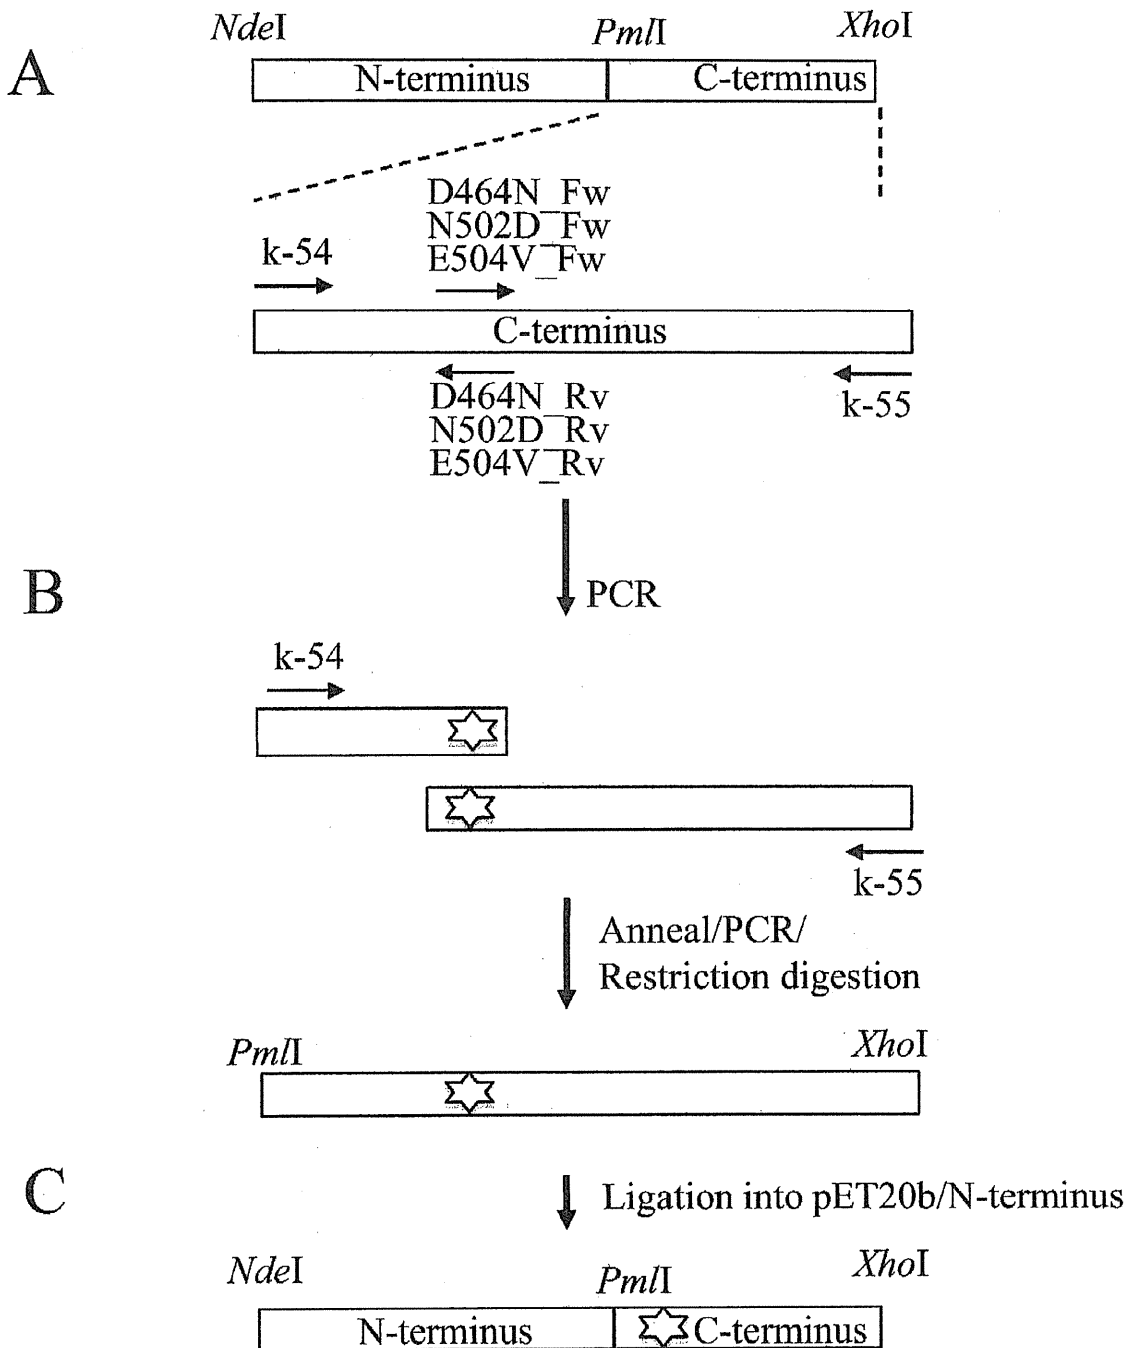 NdeI
PmlI
XhoI
A
N-terminus
C-terminus
D464N_Fw
N502D_Fw
E504V_Fw
k-54
C-terminus
D464N_Rv
N502D_Rv
E504V_Rv
k-55
B
PCR
k-54
k-55
Anneal/PCR/
Restriction digestion
PmlI
XhoI
C
Ligation into pET20b/N-terminus
NdeI
PmlI
XhoI
N-terminus
C-terminus